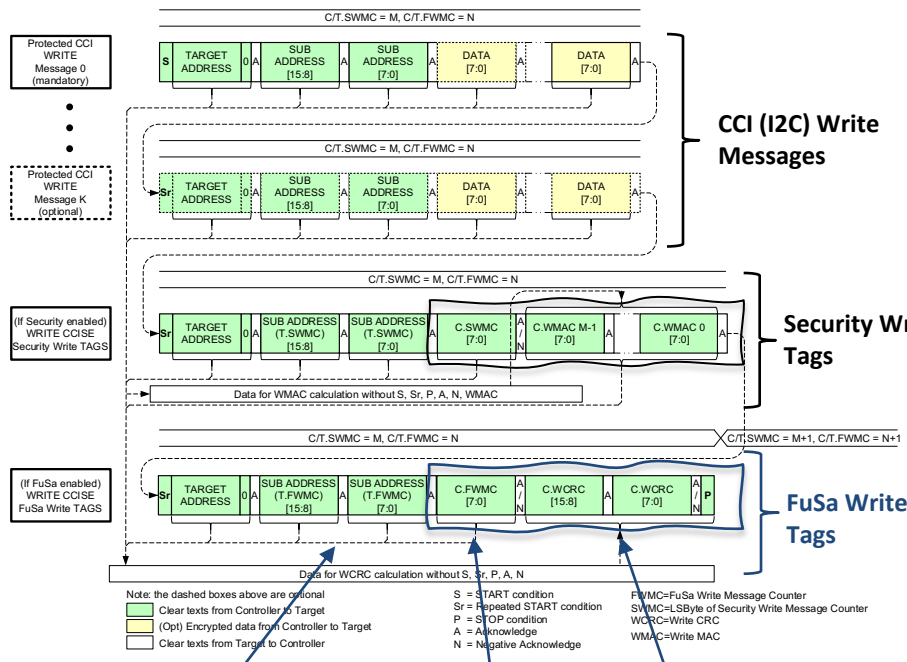 C/T.SWMC = M, C/T.FWMC = N
Protected CCI
WRITE
Message 0
(mandatory)
S
TARGET
ADDRESS
0
A
SUB
ADDRESS
[15:8]
A
SUB
ADDRESS
[7:0]
A
DATA
[7:0]
A
DATA
[7:0]
A
CCI (I2C) Write
Messages
C/T.SWMC = M, C/T.FWMC = N
Protected CCI
WRITE
Message K
(optional)
Sr
TARGET
ADDRESS
0
A
SUB
ADDRESS
[15:8]
A
SUB
ADDRESS
[7:0]
A
DATA
[7:0]
A
DATA
[7:0]
A
C/T.SWMC = M, C/T.FWMC = N
(If Security enabled)
WRITE CCISE
Security Write TAGS
Sr
TARGET
ADDRESS
0
A
SUB ADDRESS
(T.SWMC)
[15:8]
A
SUB ADDRESS
(T.SWMC)
[7:0]
A
C.SWMC
[7:0]
A
/
N
C.WMAC M-1
[7:0]
A
C.WMAC 0
[7:0]
A
Security Wri
Tags
Data for WMAC calculation without S, Sr, P, A, N, WMAC
C/T.SWMC = M, C/T.FWMC = N
C/T.SWMC = M+1, C/T.FWMC = N+1
(If FuSa enabled)
WRITE CCISE
FuSa Write TAGS
Sr
TARGET
ADDRESS
0
A
SUB ADDRESS
(T.FWMC)
[15:8]
A
SUB ADDRESS
(T.FWMC)
[7:0]
A
C.FWMC
[7:0]
A
/
N
C.WCRC
[15:8]
A
C.WCRC
[7:0]
A
/
N
P
FuSa Write
Tags
Data for WCRC calculation without S, Sr, P, A, N
Note: the dashed boxes above are optional
Clear texts from Controller to Target
(Opt) Encrypted data from Controller to Target
Clear texts from Target to Controller
S = START condition
Sr = Repeated START condition
P = STOP condition
A = Acknowledge
N = Negative Acknowledge
FWMC=FuSa Write Message Counter
SWMC=LSByte of Security Write Message Counter
WCRC=Write CRC
WMAC=Write MAC